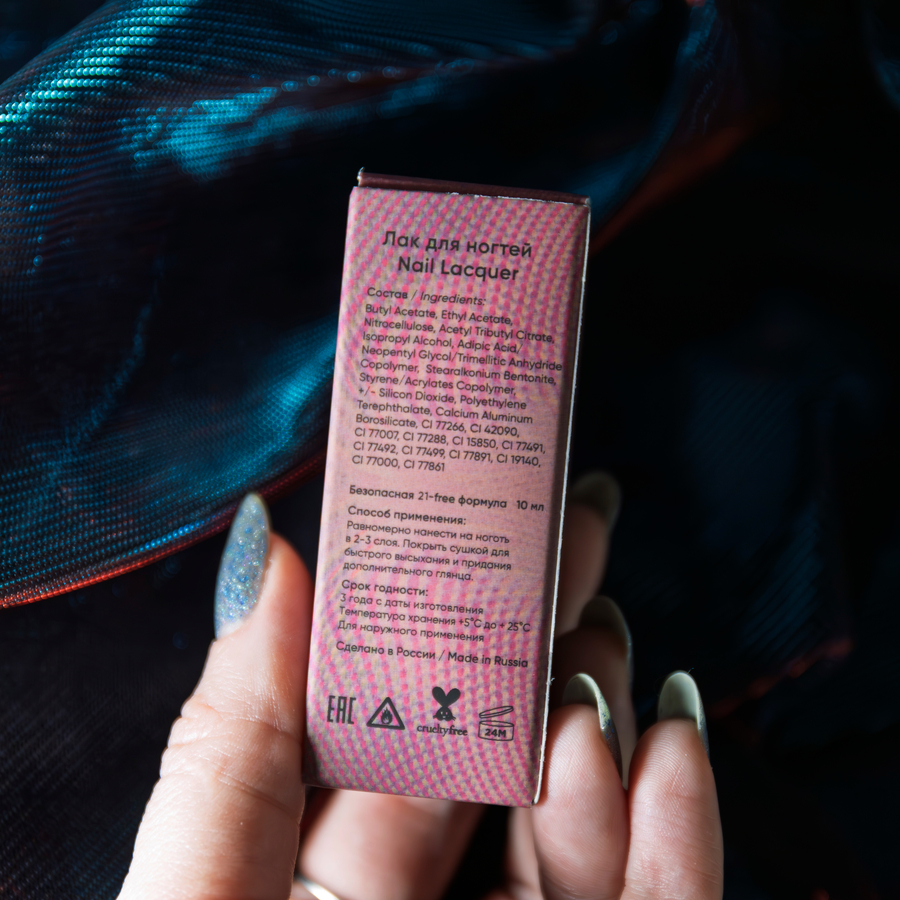 Лак для ногтей
Nail Lacquer
Состав / Ingredients:
Butyl Acetate, Ethyl Acetate,
Nitrocellulose, Acetyl Tributyl Citrate,
Isopropyl Alcohol, Adipic Acid/
Neopentyl Glycol/Trimellitic Anhydride
Copolymer, Stearalkonium Bentonite,
Styrene/Acrylates Copolymer,
+/- Silicon Dioxide, Polyethylene
Terephthalate, Calcium Aluminum
Borosilicate, CI 77266, CI 42090,
CI 77007, CI 77288, CI 15850, CI 77491,
CI 77492, CI 77499, CI 77891, CI 19140,
CI 77000, CI 77861
Безопасная 21-free формула 10 мл
Способ применения:
Равномерно нанести на ноготь
в 2-3 слоя. Покрыть сушкой для
быстрого высыхания и придания
дополнительного глянца.
Срок годности:
3 года с даты изготовления
Температура хранения +5°С до + 25°С
Для наружного применения
Сделано в России / Made in Russia
EAC
crueltyfree
24M